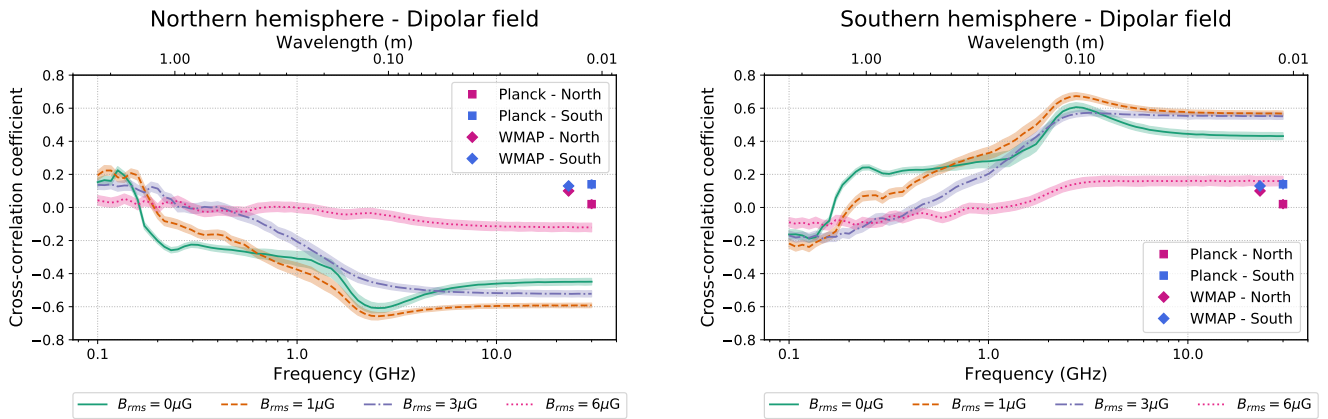 Northern hemisphere - Dipolar field
Wavelength (m)
1.00 0.10 0.01
Cross-correlation coefficient
0.8
0.6
0.4
0.2
0.0
−0.2
−0.4
−0.6
−0.8
Planck - North
Planck - South
WMAP - North
WMAP - South
0.1 1.0 10.0
Frequency (GHz)
B_rms = 0μG B_rms = 1μG B_rms = 3μG B_rms = 6μG
Southern hemisphere - Dipolar field
Wavelength (m)
1.00 0.10 0.01
Cross-correlation coefficient
0.8
0.6
0.4
0.2
0.0
−0.2
−0.4
−0.6
−0.8
Planck - North
Planck - South
WMAP - North
WMAP - South
0.1 1.0 10.0
Frequency (GHz)
B_rms = 0μG B_rms = 1μG B_rms = 3μG B_rms = 6μG